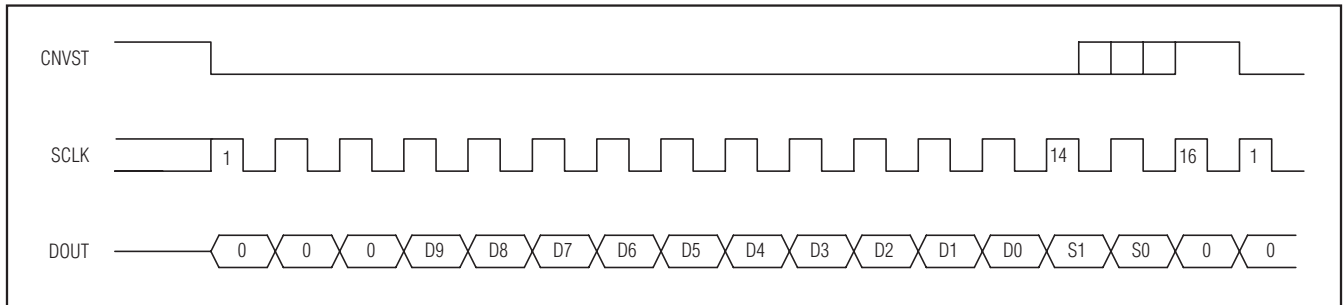 CNVST
SCLK 1 14 16 1
DOUT 0 0 0 D9 D8 D7 D6 D5 D4 D3 D2 D1 D0 S1 S0 0 0